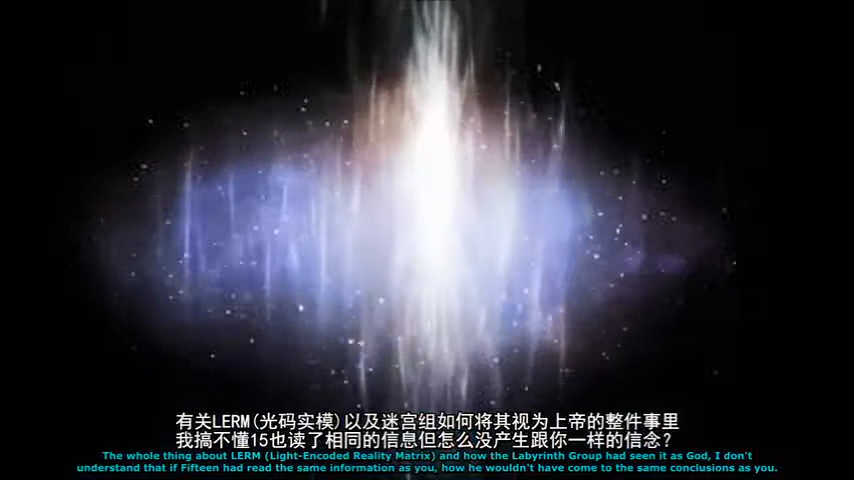 有关LERM(光码实模)以及迷宫组如何将其视为上帝的整件事里
我搞不懂15也读了相同的信息但怎么没产生跟你一样的信念?
The whole thing about LERM (Light-Encoded Reality Matrix) and how the Labyrinth Group had seen it as God, I don't
understand that if Fifteen had read the same information as you, how he wouldn't have come to the same conclusions as you.